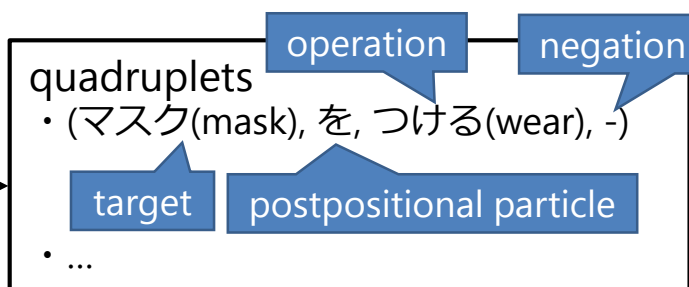 operation
negation
quadruplets
・(マスク(mask), を, つける(wear), -)
target
postpositional particle
・...